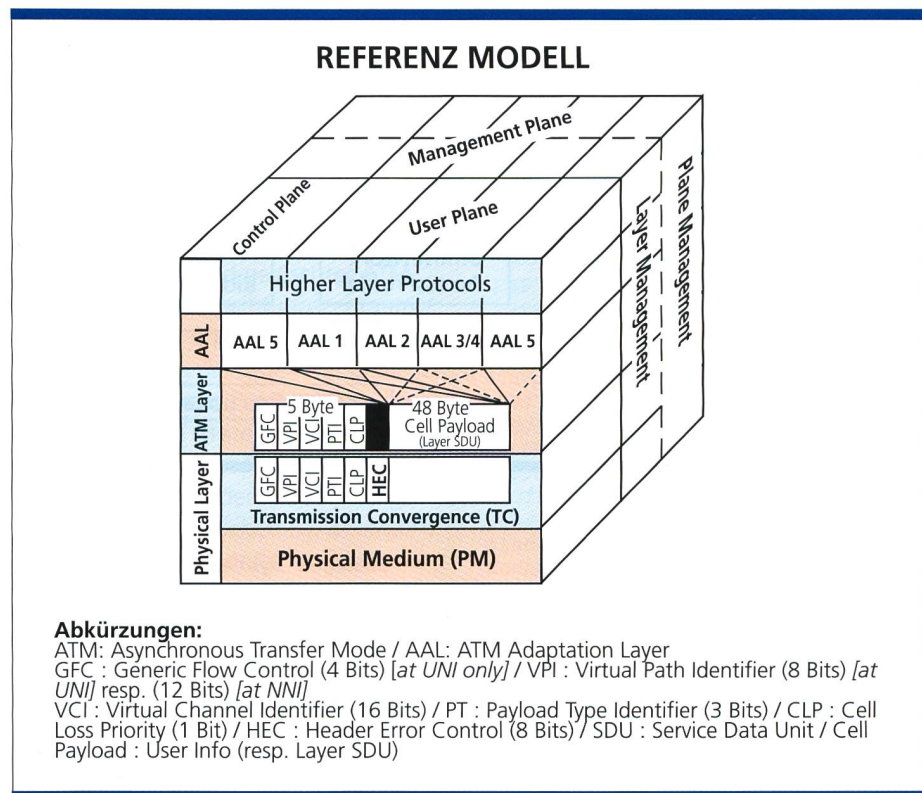 REFERENZ MODELL
Management Plane
Control Plane
User Plane
Layer Management
Plane Management
Higher Layer Protocols
AAL
AAL 5 AAL 1 AAL 2 AAL 3/4 AAL 5
ATM Layer
5 Byte
48 Byte
Cell Payload
(Layer SDU)
GFC VPI VCI PTI CLP
Physical Layer
GFC VPI VCI PTI CLP HEC
Transmission Convergence (TC)
Physical Medium (PM)
Abkürzungen:
ATM: Asynchronous Transfer Mode / AAL: ATM Adaptation Layer
GFC : Generic Flow Control (4 Bits) [at UNI only] / VPI : Virtual Path Identifier (8 Bits) [at
UNI] resp. (12 Bits) [at NNI]
VCI : Virtual Channel Identifier (16 Bits) / PT : Payload Type Identifier (3 Bits) / CLP : Cell
Loss Priority (1 Bit) / HEC : Header Error Control (8 Bits) / SDU : Service Data Unit / Cell
Payload : User Info (resp. Layer SDU)